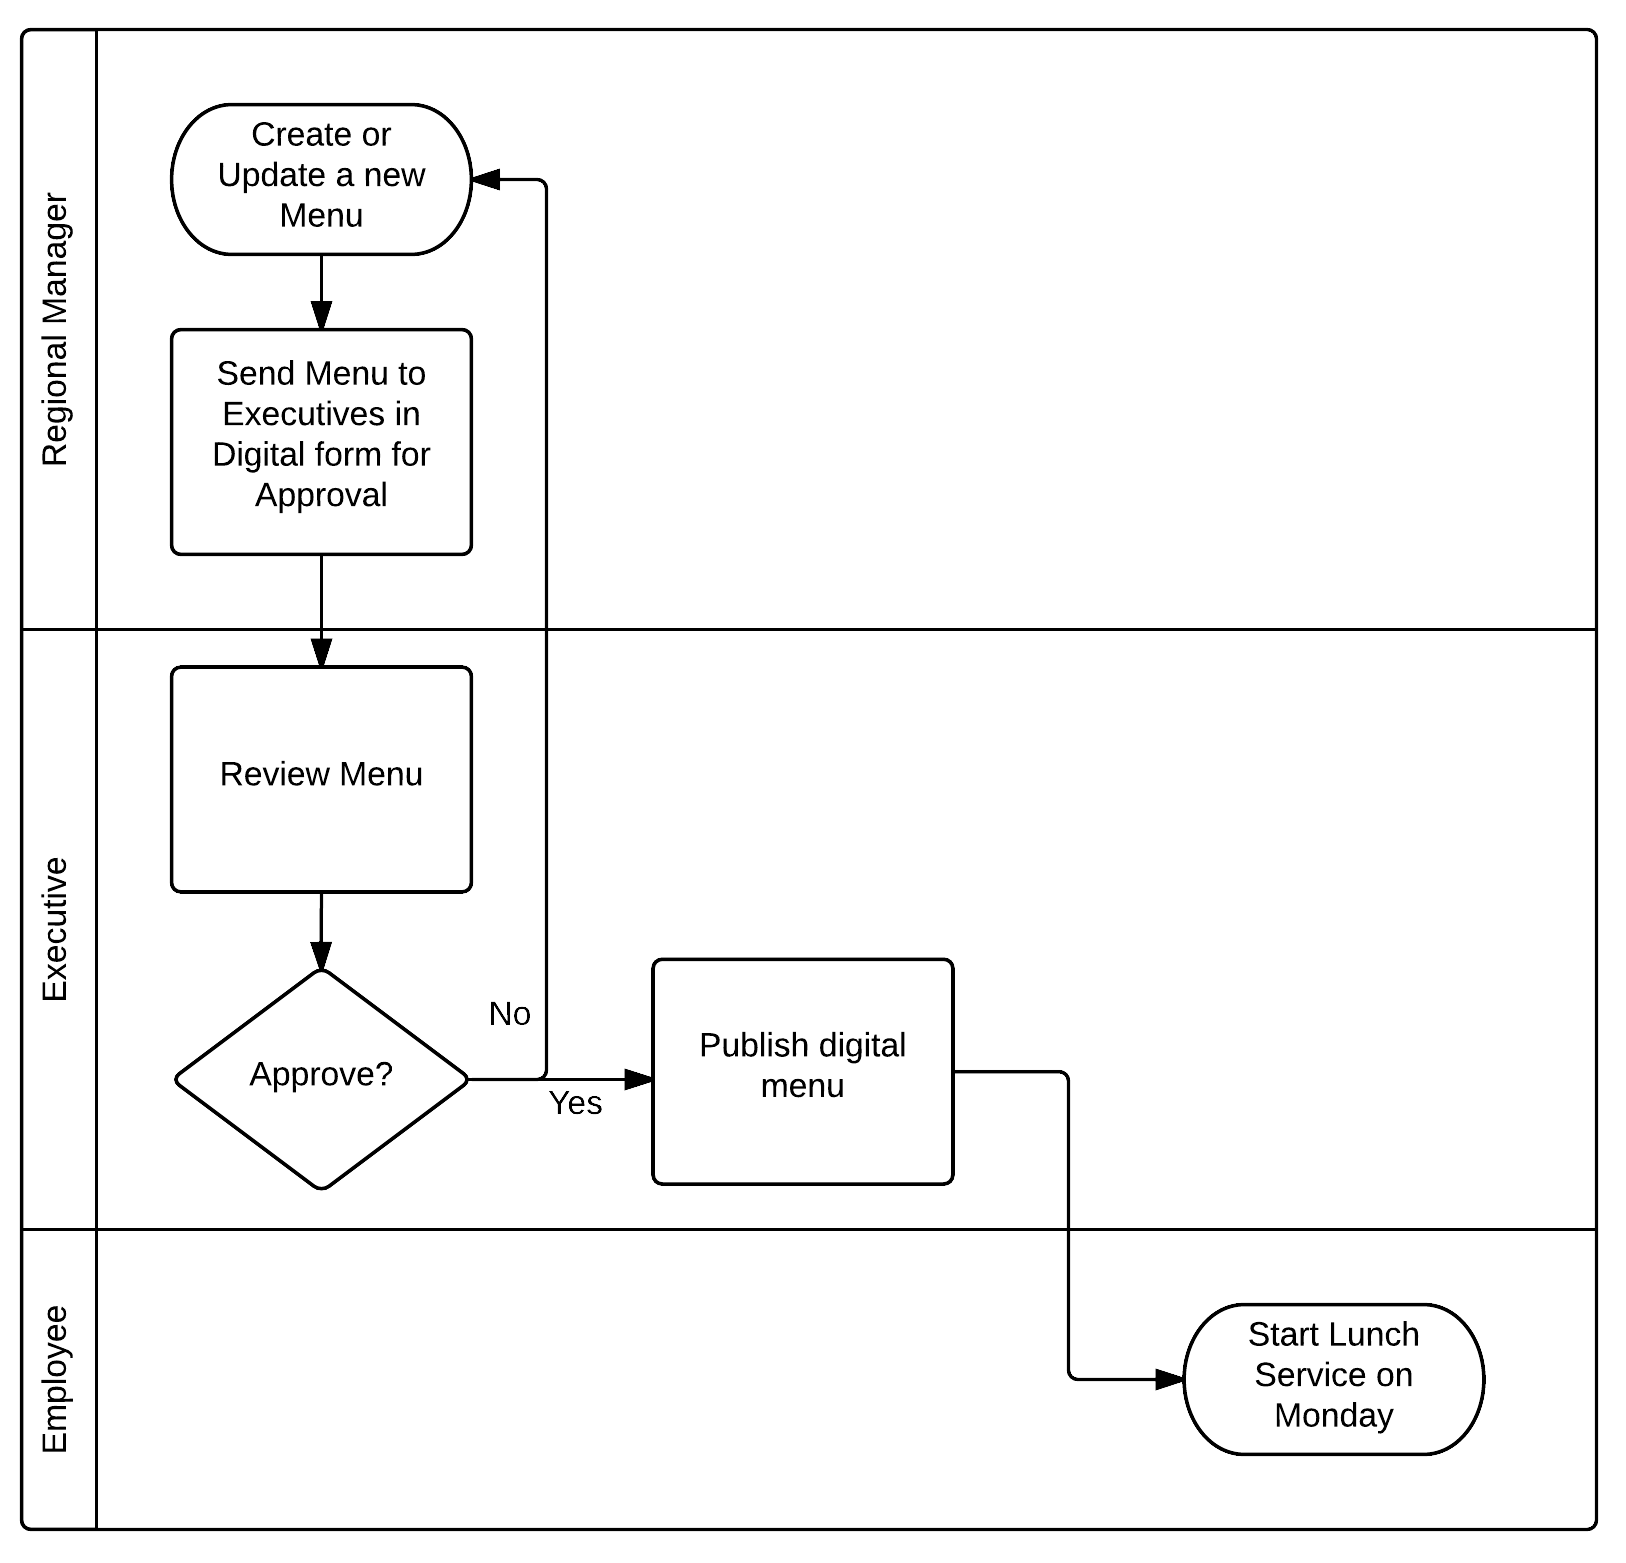 Regional Manager
Create or
Update a new
Menu
Send Menu to
Executives in
Digital form for
Approval
Executive
Review Menu
Approve?
No
Yes
Publish digital
menu
Employee
Start Lunch
Service on
Monday